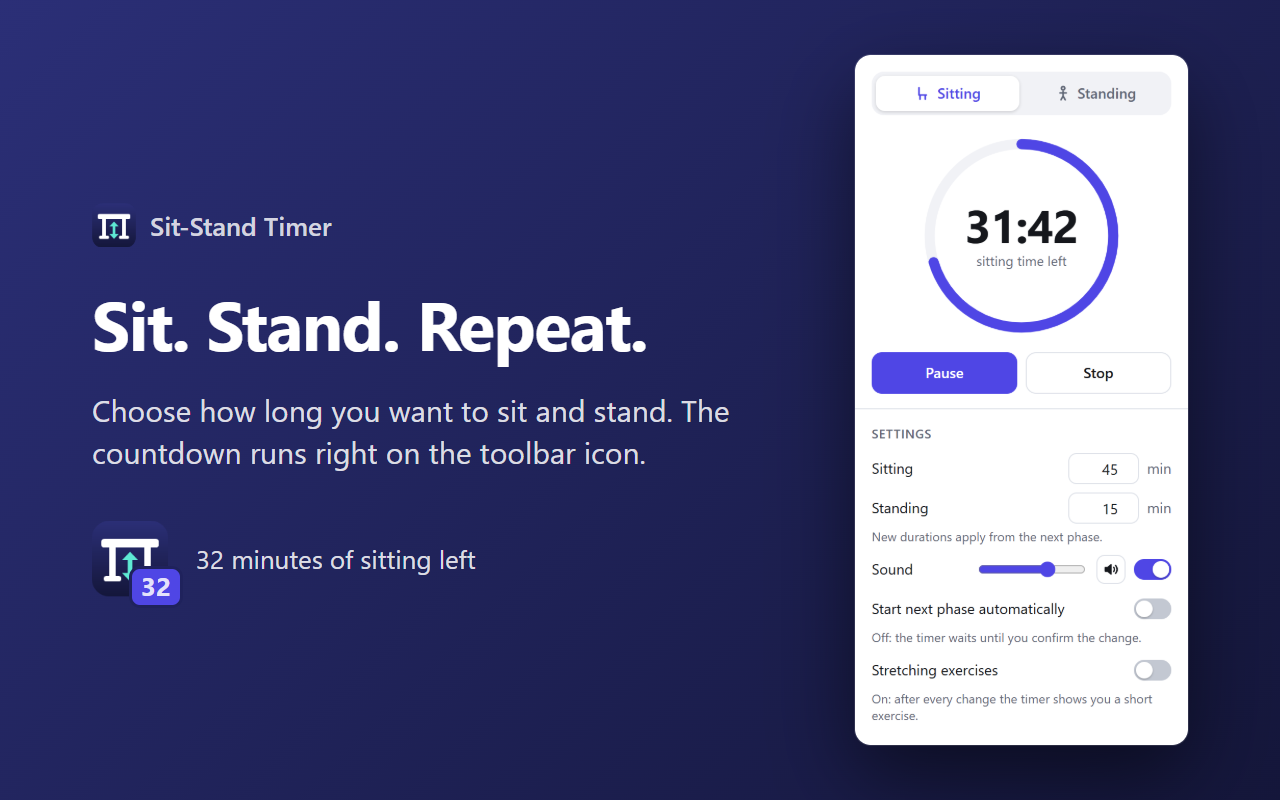 Sit-Stand Timer
Sit. Stand. Repeat.
Choose how long you want to sit and stand. The
countdown runs right on the toolbar icon.
32
32 minutes of sitting left
Sitting
Standing
31:42
sitting time left
Pause
Stop
SETTINGS
Sitting
45
min
Standing
15
min
New durations apply from the next phase.
Sound
Start next phase automatically
Off: the timer waits until you confirm the change.
Stretching exercises
On: after every change the timer shows you a short
exercise.